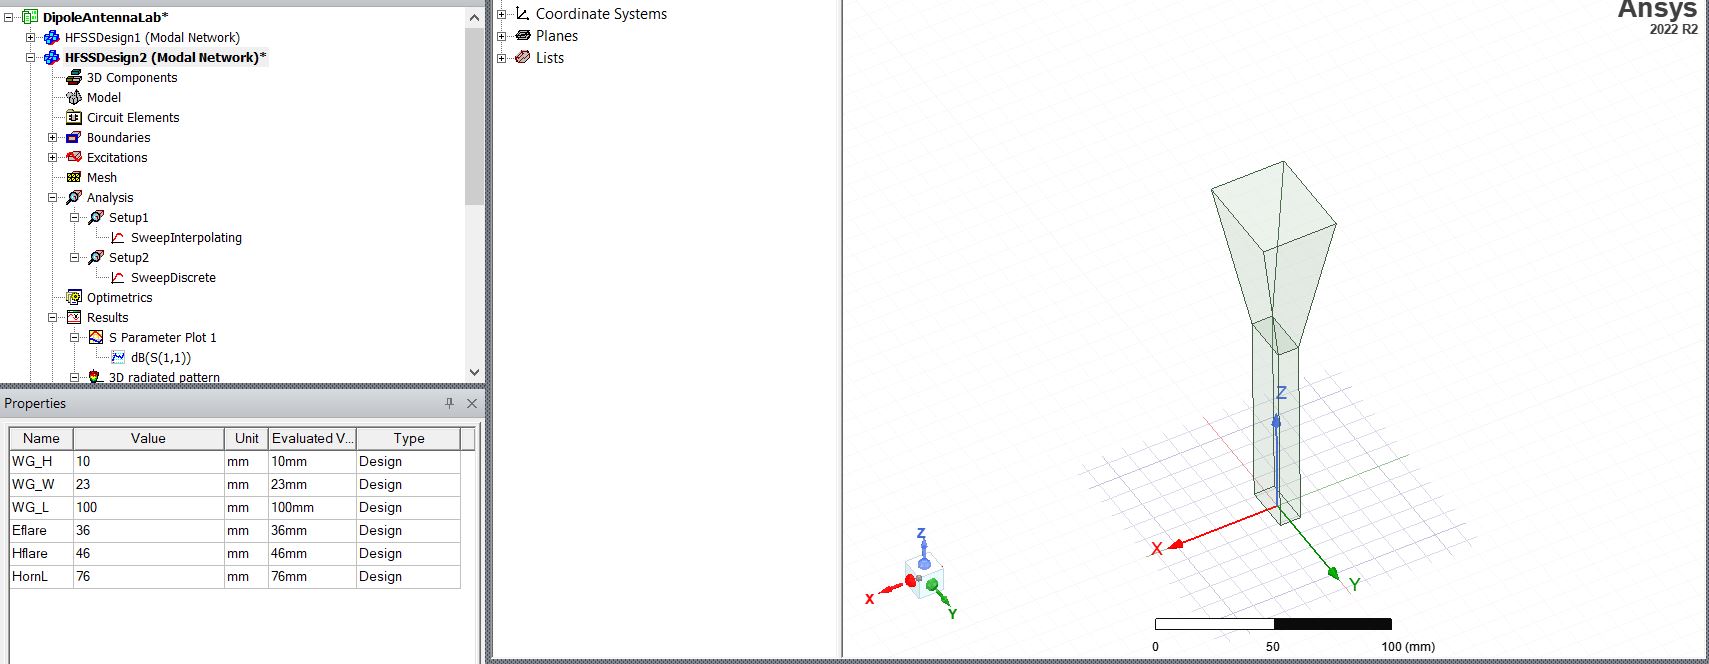 DipoleAntennaLab*
HFSSDesign1 (Modal Network)
HFSSDesign2 (Modal Network)*
3D Components
Model
Circuit Elements
Boundaries
Excitations
Mesh
Analysis
Setup1
SweepInterpolating
Setup2
SweepDiscrete
Optimetrics
Results
S Parameter Plot 1
dB(S(1,1))
3D radiated pattern
Properties
Name Value Unit Evaluated V... Type
WG_H 10 mm 10mm Design
WG_W 23 mm 23mm Design
WG_L 100 mm 100mm Design
Eflare 36 mm 36mm Design
Hflare 46 mm 46mm Design
HornL 76 mm 76mm Design
Coordinate Systems
Planes
Lists
Ansys
2022 R2
Z
X
Y
Z
X
Y
0 50 100 (mm)